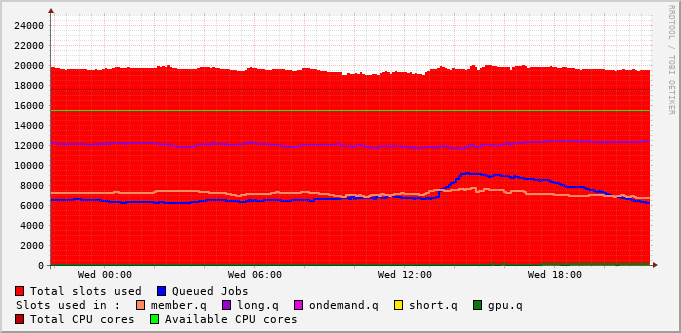 24000
22000
20000
18000
16000
14000
12000
10000
8000
6000
4000
2000
0
Wed 00:00 Wed 06:00 Wed 12:00 Wed 18:00
Total slots used Queued Jobs
Slots used in : member.q long.q ondemand.q short.q gpu.q
Total CPU cores Available CPU cores
RRDTOOL / TOBI OETIKER